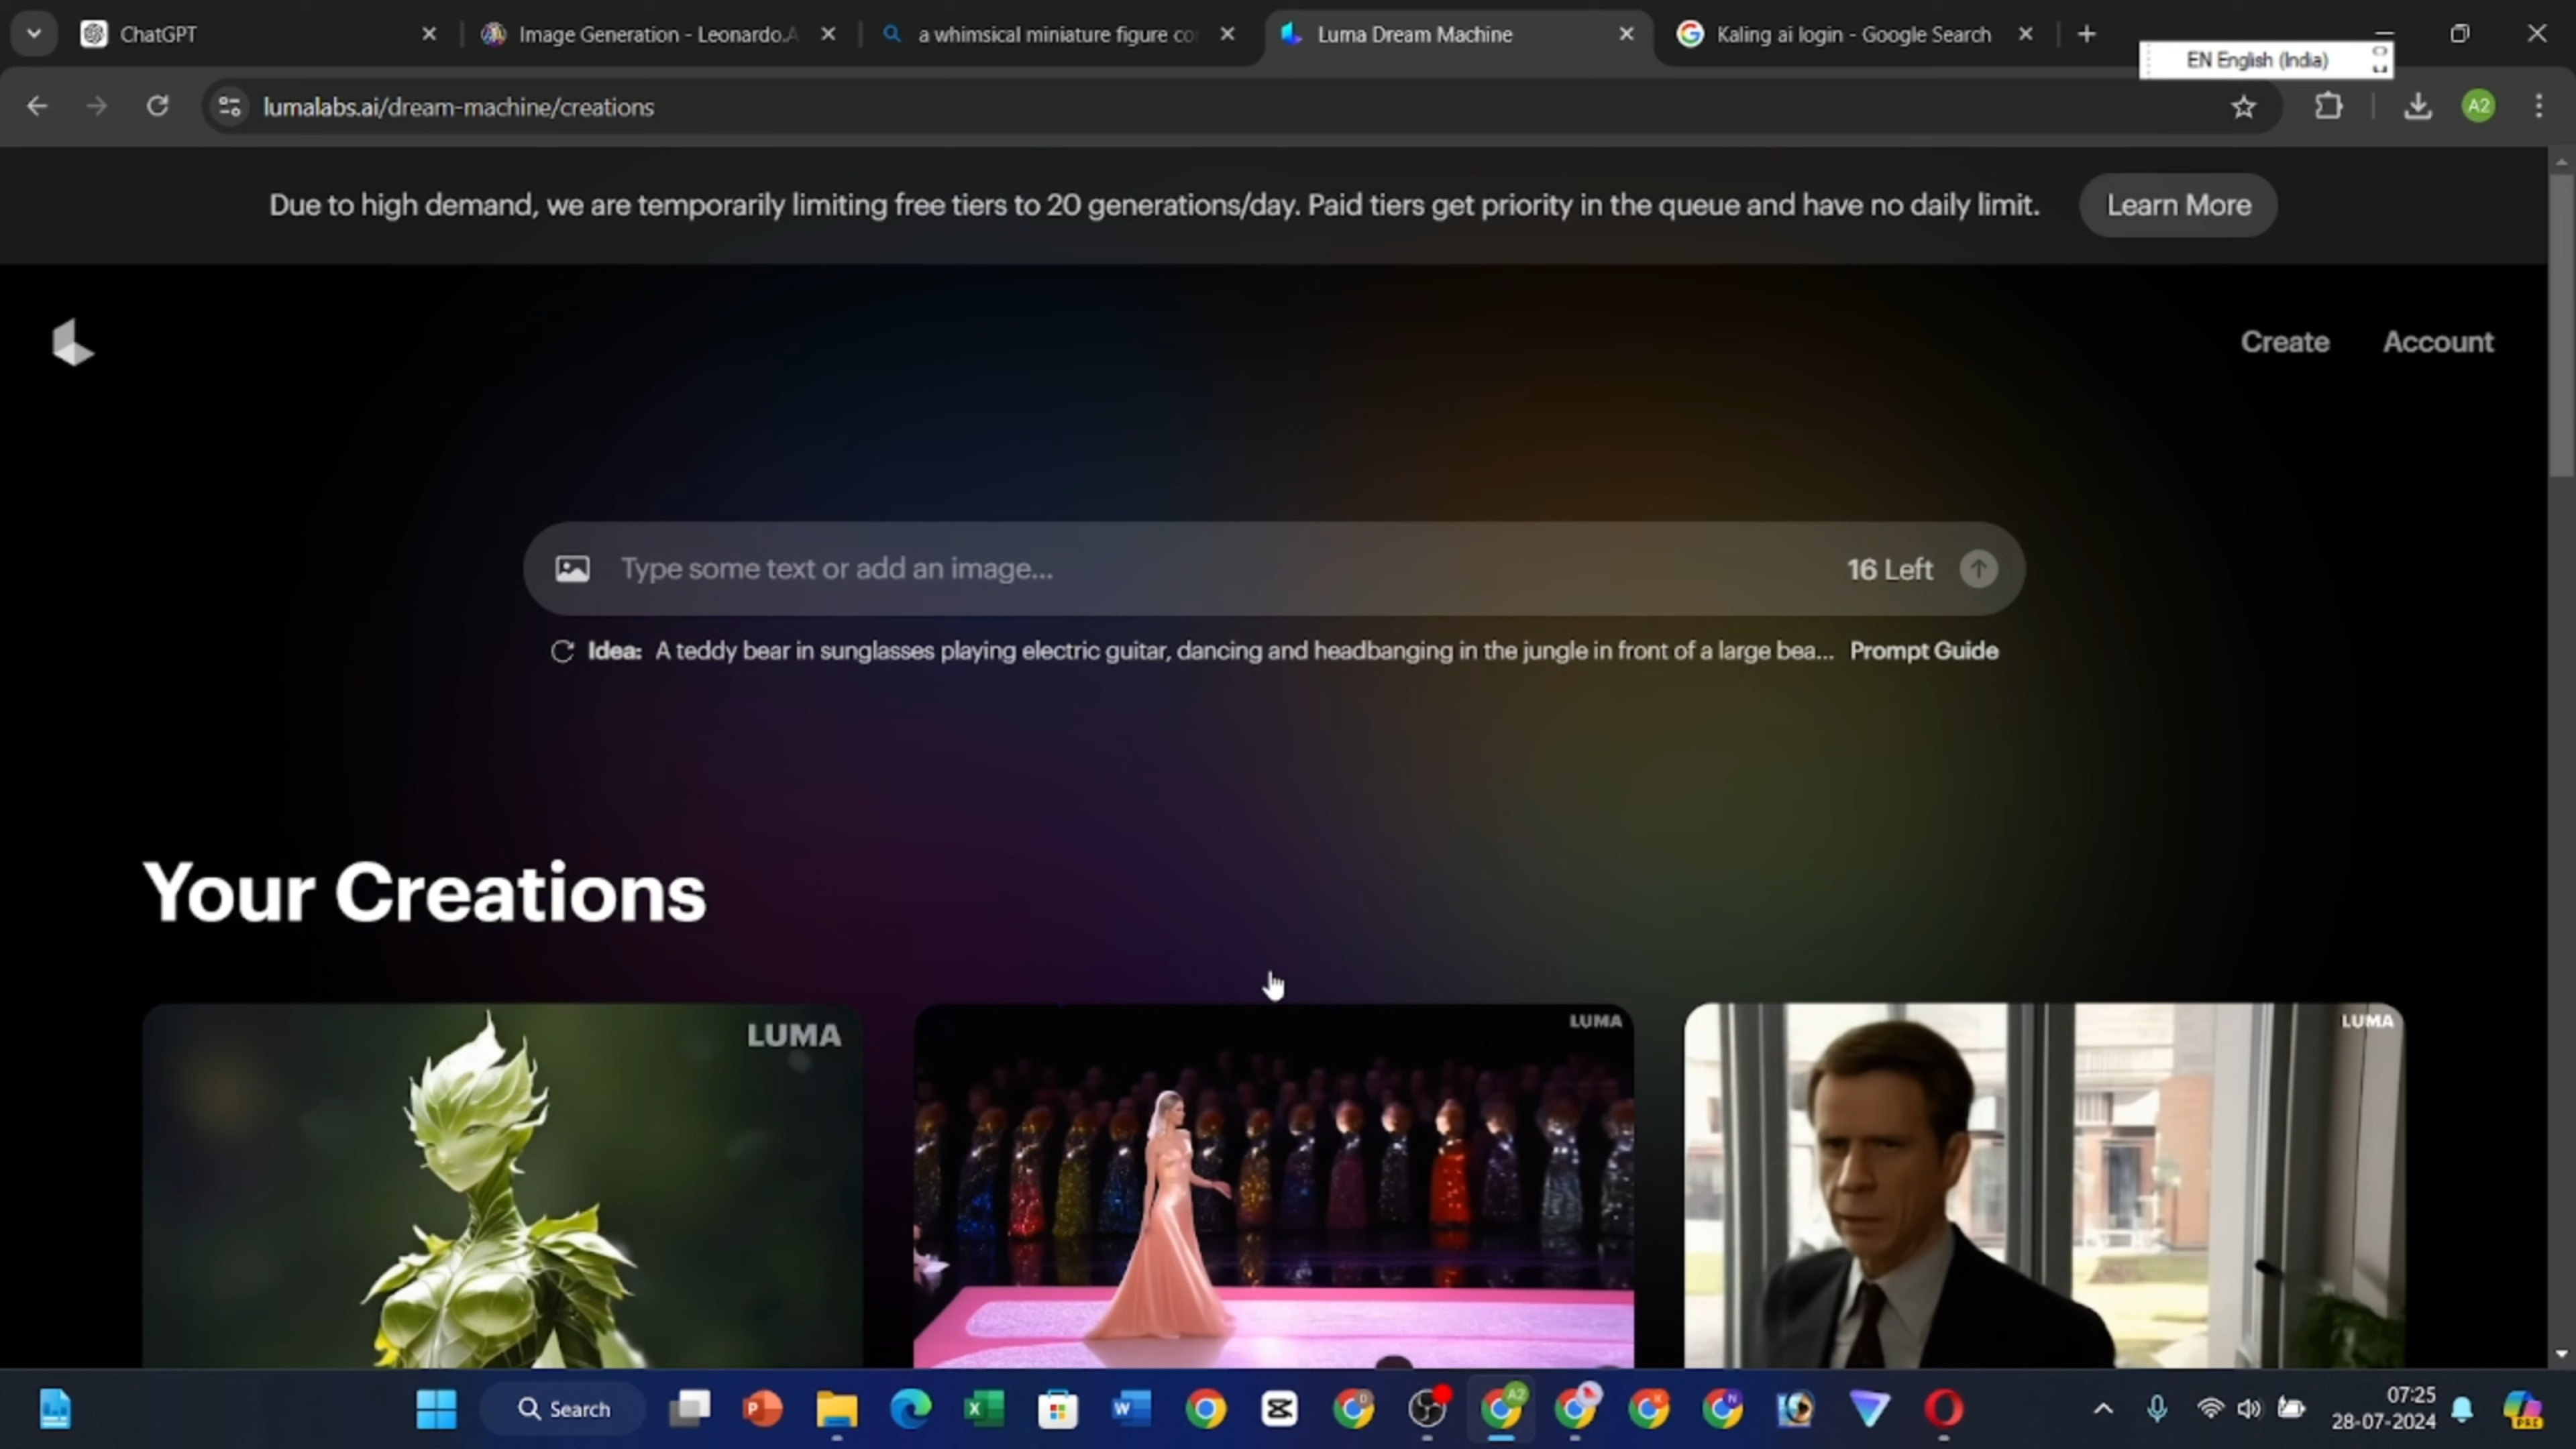 ChatGPT
Image Generation - Leonardo.A
a whimsical miniature figure co
Luma Dream Machine
Kaling ai login - Google Search
EN English (India)
lumalabs.ai/dream-machine/creations
A2
Due to high demand, we are temporarily limiting free tiers to 20 generations/day. Paid tiers get priority in the queue and have no daily limit.
Learn More
Create
Account
Type some text or add an image...
16 Left
Idea: A teddy bear in sunglasses playing electric guitar, dancing and headbanging in the jungle in front of a large bea...
Prompt Guide
Your Creations
LUMA
LUMA
LUMA
Search
A2
07:25
28-07-2024
PRE